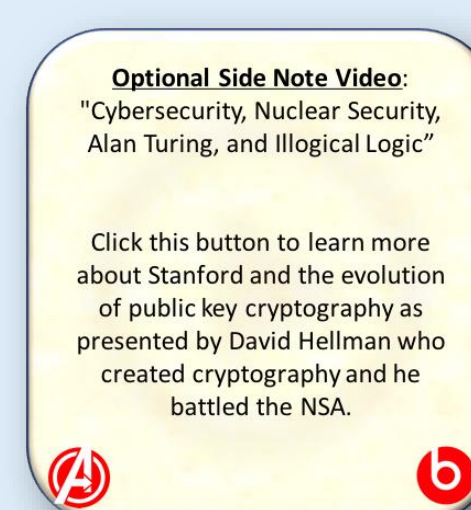 Optional Side Note Video:
"Cybersecurity, Nuclear Security,
Alan Turing, and Illogical Logic”
Click this button to learn more
about Stanford and the evolution
of public key cryptography as
presented by David Hellman who
created cryptography and he
battled the NSA.
A
b